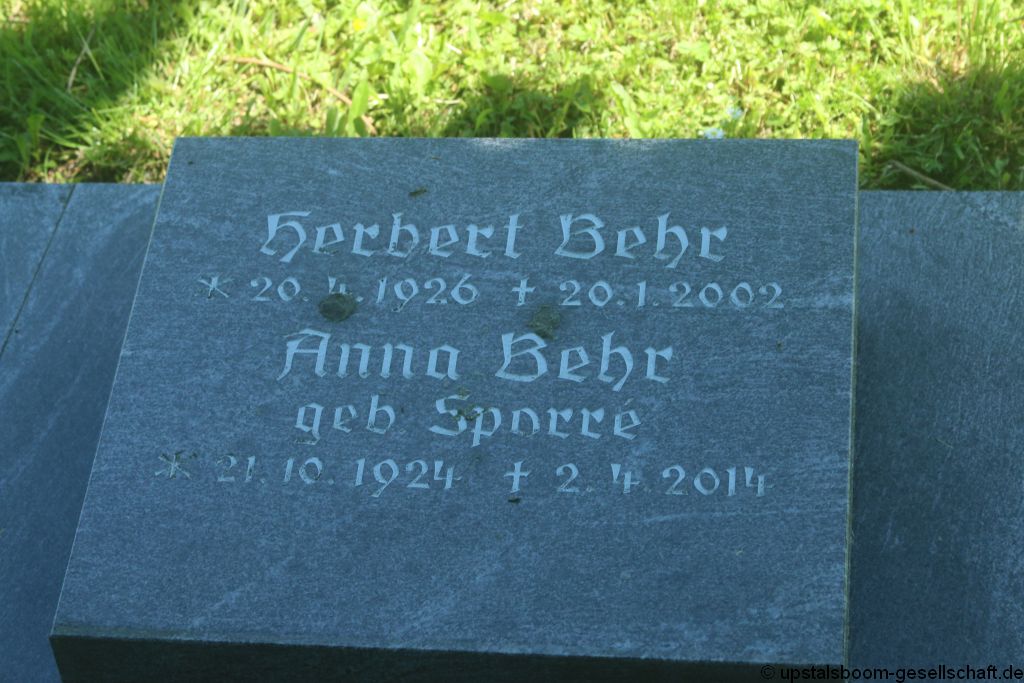 Herbert Behr
* 20. 4. 1926 † 20. 1. 2002
Anna Behr
geb Sporré
* 21. 10. 1924 † 2. 4. 2014
© upstalsboom-gesellschaft.de